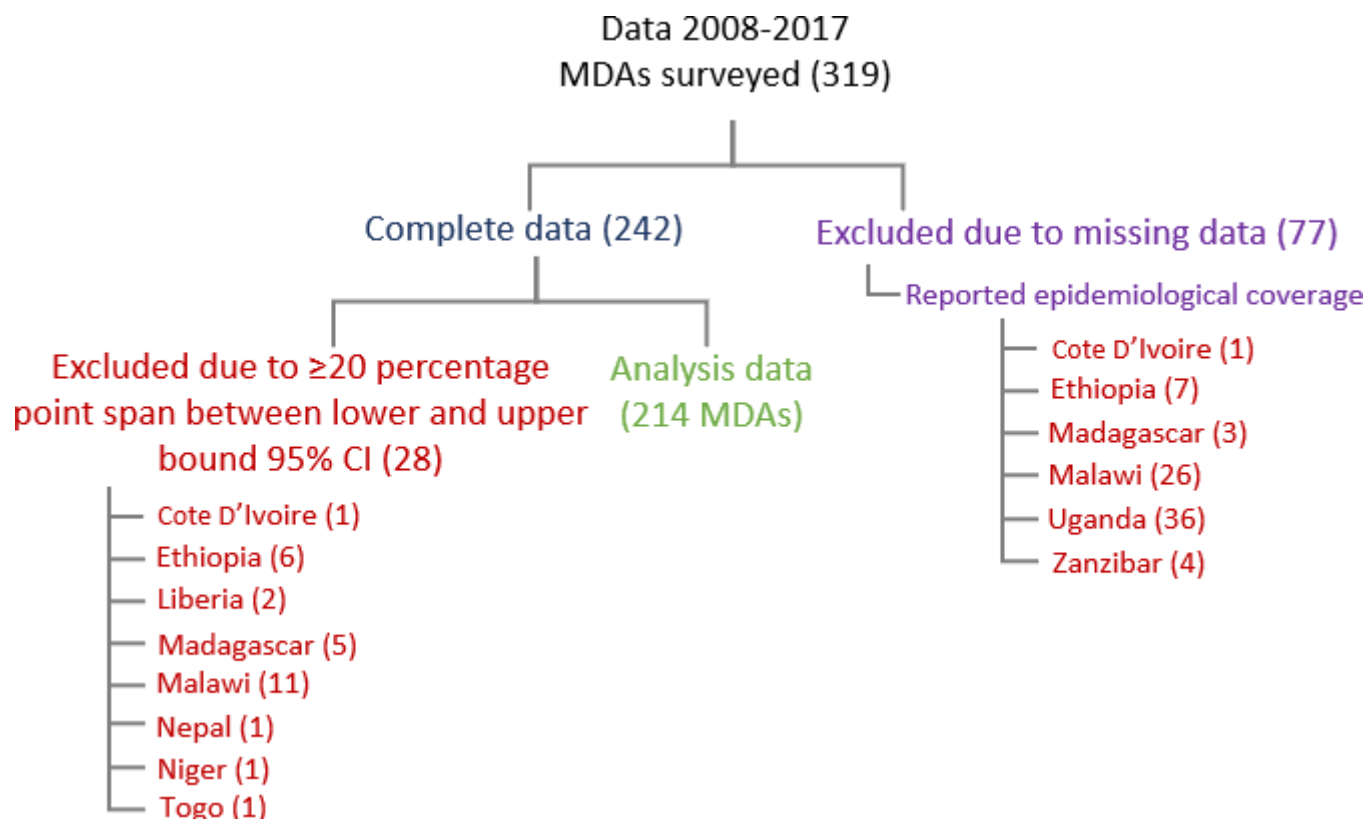 Data 2008-2017
MDAs surveyed (319)
Complete data (242)
Excluded due to missing data (77)
Reported epidemiological coverage
Cote D'Ivoire (1)
Ethiopia (7)
Madagascar (3)
Malawi (26)
Uganda (36)
Zanzibar (4)
Excluded due to ≥20 percentage
point span between lower and upper
bound 95% CI (28)
Cote D'Ivoire (1)
Ethiopia (6)
Liberia (2)
Madagascar (5)
Malawi (11)
Nepal (1)
Niger (1)
Togo (1)
Analysis data
(214 MDAs)